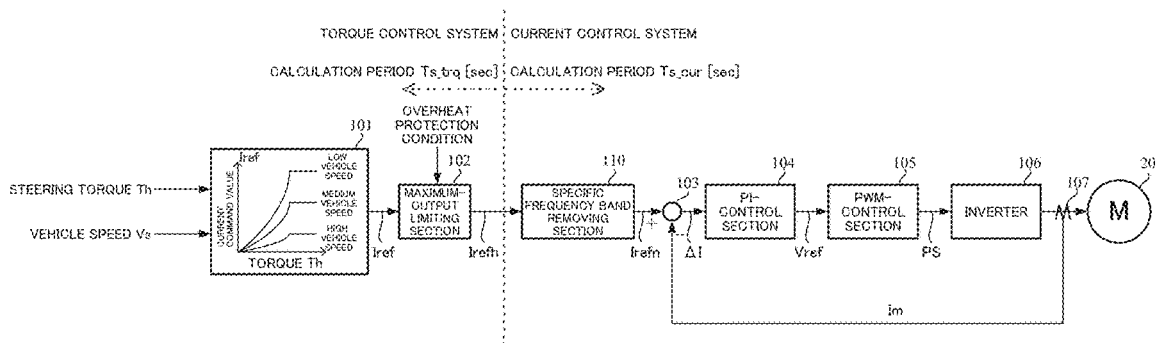 TORQUE CONTROL SYSTEM
CURRENT CONTROL SYSTEM
CALCULATION PERIOD Ts_trq [sec]
CALCULATION PERIOD Ts_cur [sec]
OVERHEAT
PROTECTION
CONDITION
101
Iref
CURRENT
COMMAND VALUE
LOW
VEHICLE
SPEED
MEDIUM
VEHICLE
SPEED
HIGH
VEHICLE
SPEED
TORQUE Th
STEERING TORQUE Th
VEHICLE SPEED Vs
Iref
102
MAXIMUM-
OUTPUT
LIMITING
SECTION
Irefh
110
SPECIFIC
FREQUENCY BAND
REMOVING
SECTION
Irefn
+
103
-
ΔI
104
PI-
CONTROL
SECTION
Vref
105
PWM-
CONTROL
SECTION
PS
106
INVERTER
107
20
M
Im